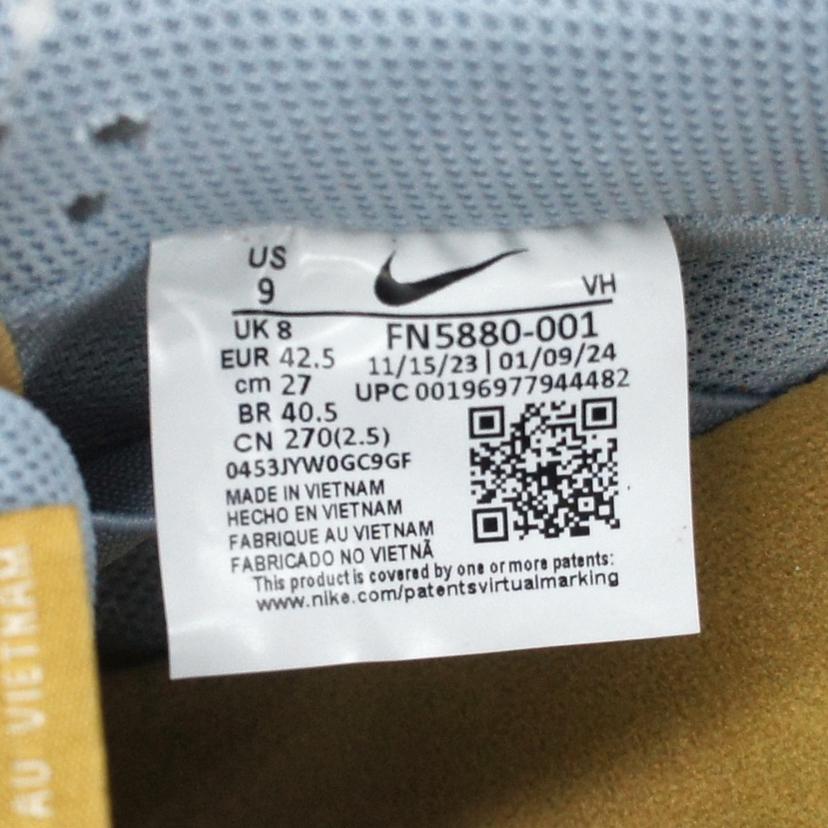 US
9
VH
UK 8
FN5880-001
EUR 42.5
11/15/23 | 01/09/24
cm 27
UPC 00196977944482
BR 40.5
CN 270(2.5)
0453JYW0GC9GF
MADE IN VIETNAM
HECHO EN VIETNAM
FABRIQUE AU VIETNAM
FABRICADO NO VIETNÃ
This product is covered by one or more patents:
www.nike.com/patentsvirtualmarking
AU VIETNAM